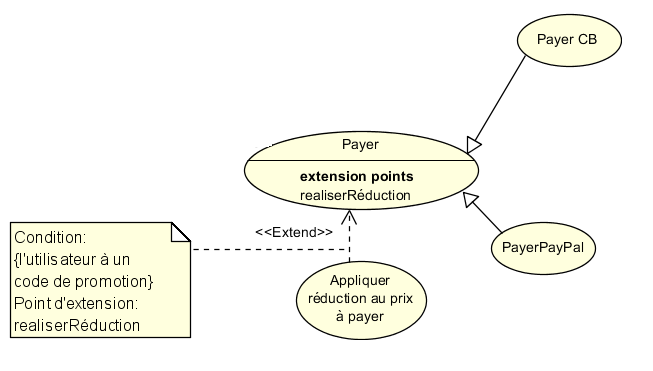 Payer CB
Payer
extension points
realiserRéduction
<<Extend>>
PayerPayPal
Condition:
{l'utilisateur à un
code de promotion}
Point d'extension:
realiserRéduction
Appliquer
réduction au prix
à payer